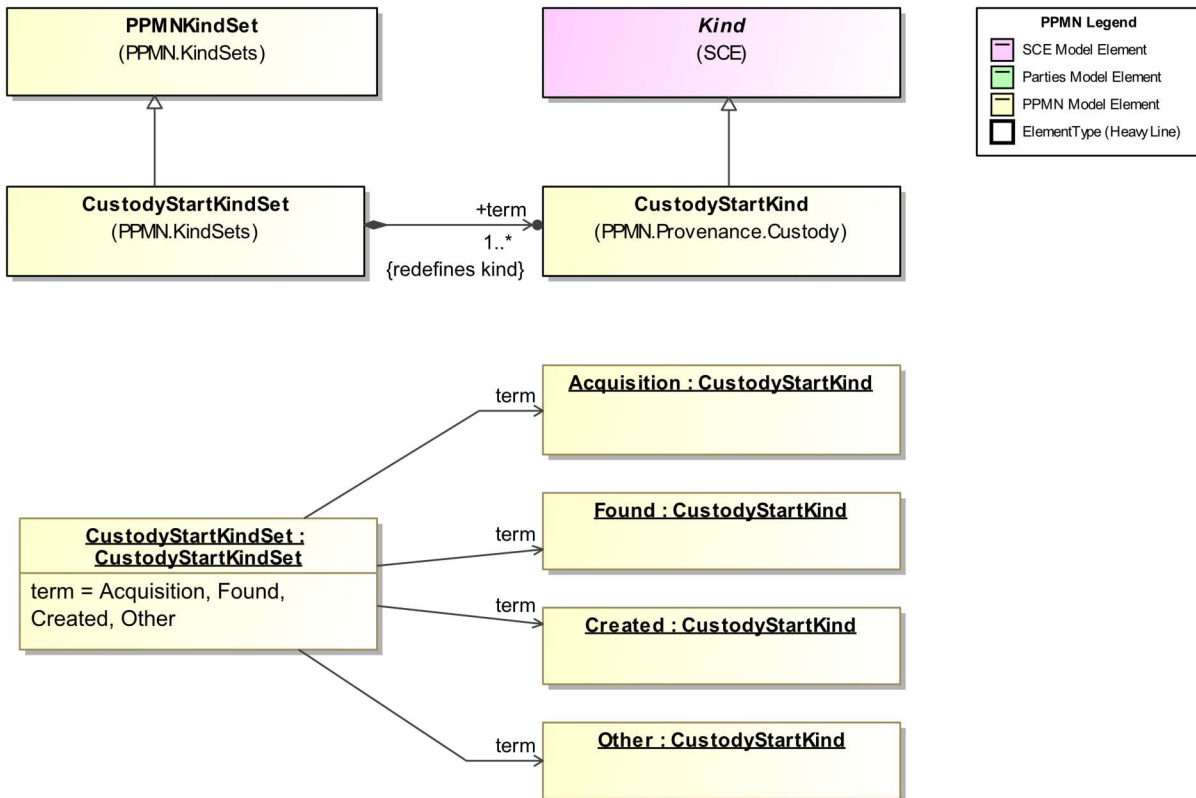 PPMNKindSet
(PPMN.KindSets)
Kind
(SCE)
PPMN Legend
SCE Model Element
Parties Model Element
PPMN Model Element
ElementType (Heavy Line)
CustodyStartKindSet
(PPMN.KindSets)
+term
1..*
{redefines kind}
CustodyStartKind
(PPMN.Provenance.Custody)
CustodyStartKindSet :
CustodyStartKindSet
term = Acquisition, Found,
Created, Other
term
Acquisition : CustodyStartKind
term
Found : CustodyStartKind
term
Created : CustodyStartKind
term
Other : CustodyStartKind